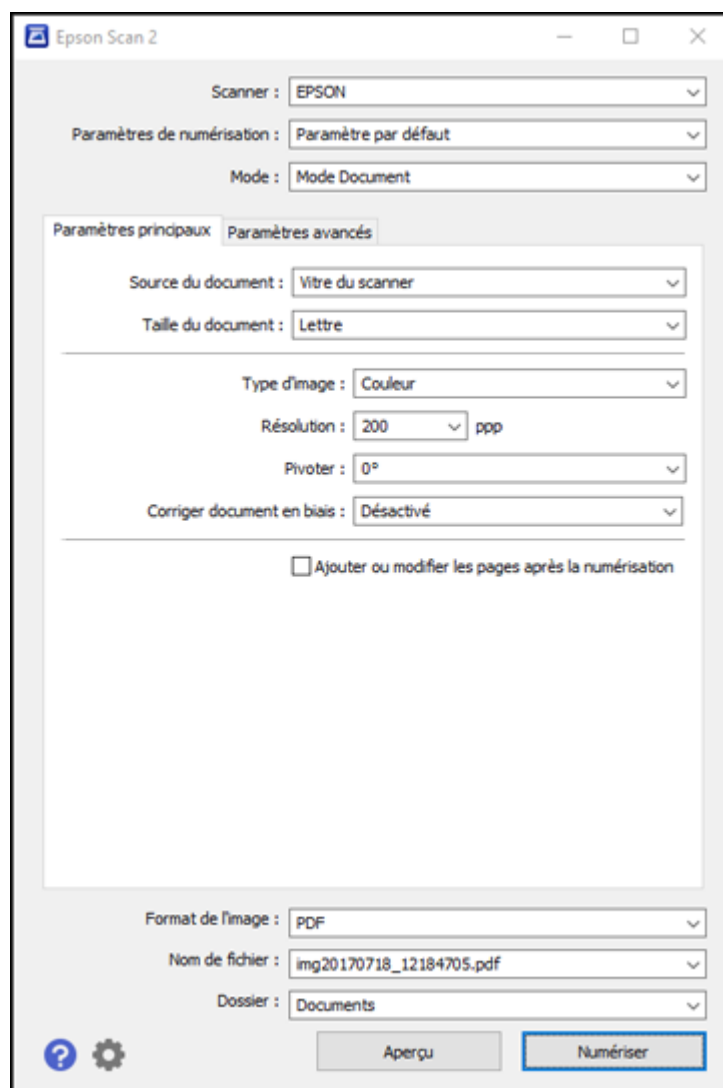 Epson Scan 2
Scanner : EPSON
Paramètres de numérisation : Paramètre par défaut
Mode : Mode Document
Paramètres principaux Paramètres avancés
Source du document : Vitre du scanner
Taille du document : Lettre
Type d'image : Couleur
Résolution : 200 ppp
Pivoter : 0°
Corriger document en biais : Désactivé
Ajouter ou modifier les pages après la numérisation
Format de l'image : PDF
Nom de fichier : img20170718_12184705.pdf
Dossier : Documents
? Aperçu Numériser